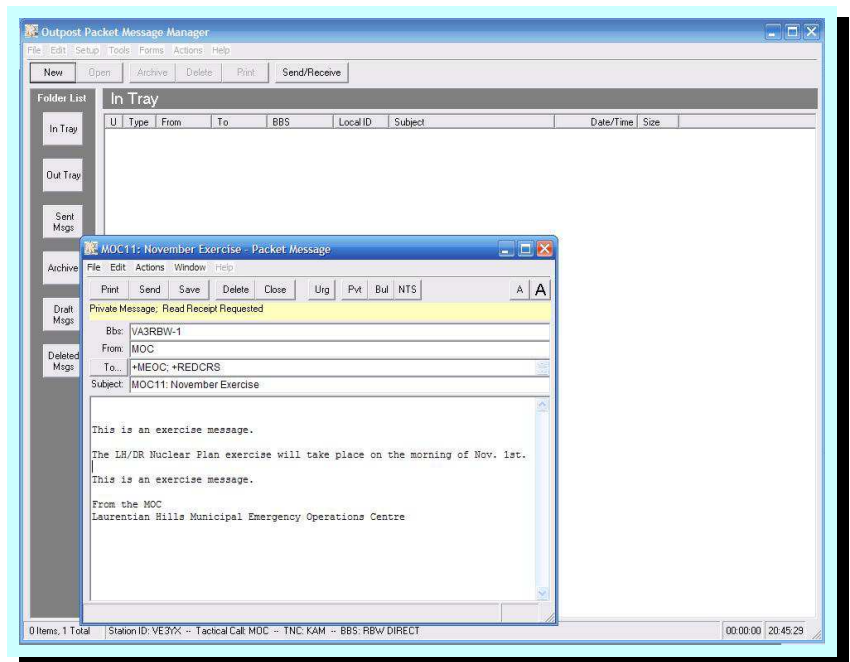 Outpost Packet Message Manager
File Edit Setup Tools Forms Actions Help
New Open Archive Delete Print Send/Receive
Folder List In Tray
U Type From To BBS Local ID Subject Date/Time Size
In Tray
Out Tray
Sent
Msgs
Archive
Draft
Msgs
Deleted
Msgs
MOC11: November Exercise - Packet Message
File Edit Actions Window Help
Print Send Save Delete Close Urg Pvt Bul NTS A A
Private Message; Read Receipt Requested
Bbs: VA3RBW-1
From: MOC
To... +MEOC; +REDCRS
Subject: MOC11: November Exercise
This is an exercise message.
The LH/DR Nuclear Plan exercise will take place on the morning of Nov. 1st.
This is an exercise message.
From the MOC
Laurentian Hills Municipal Emergency Operations Centre
0 Items, 1 Total Station ID: VE3YX -- Tactical Call: MOC -- TNC: KAM -- BBS: RBW DIRECT 00:00:00 20:45:29